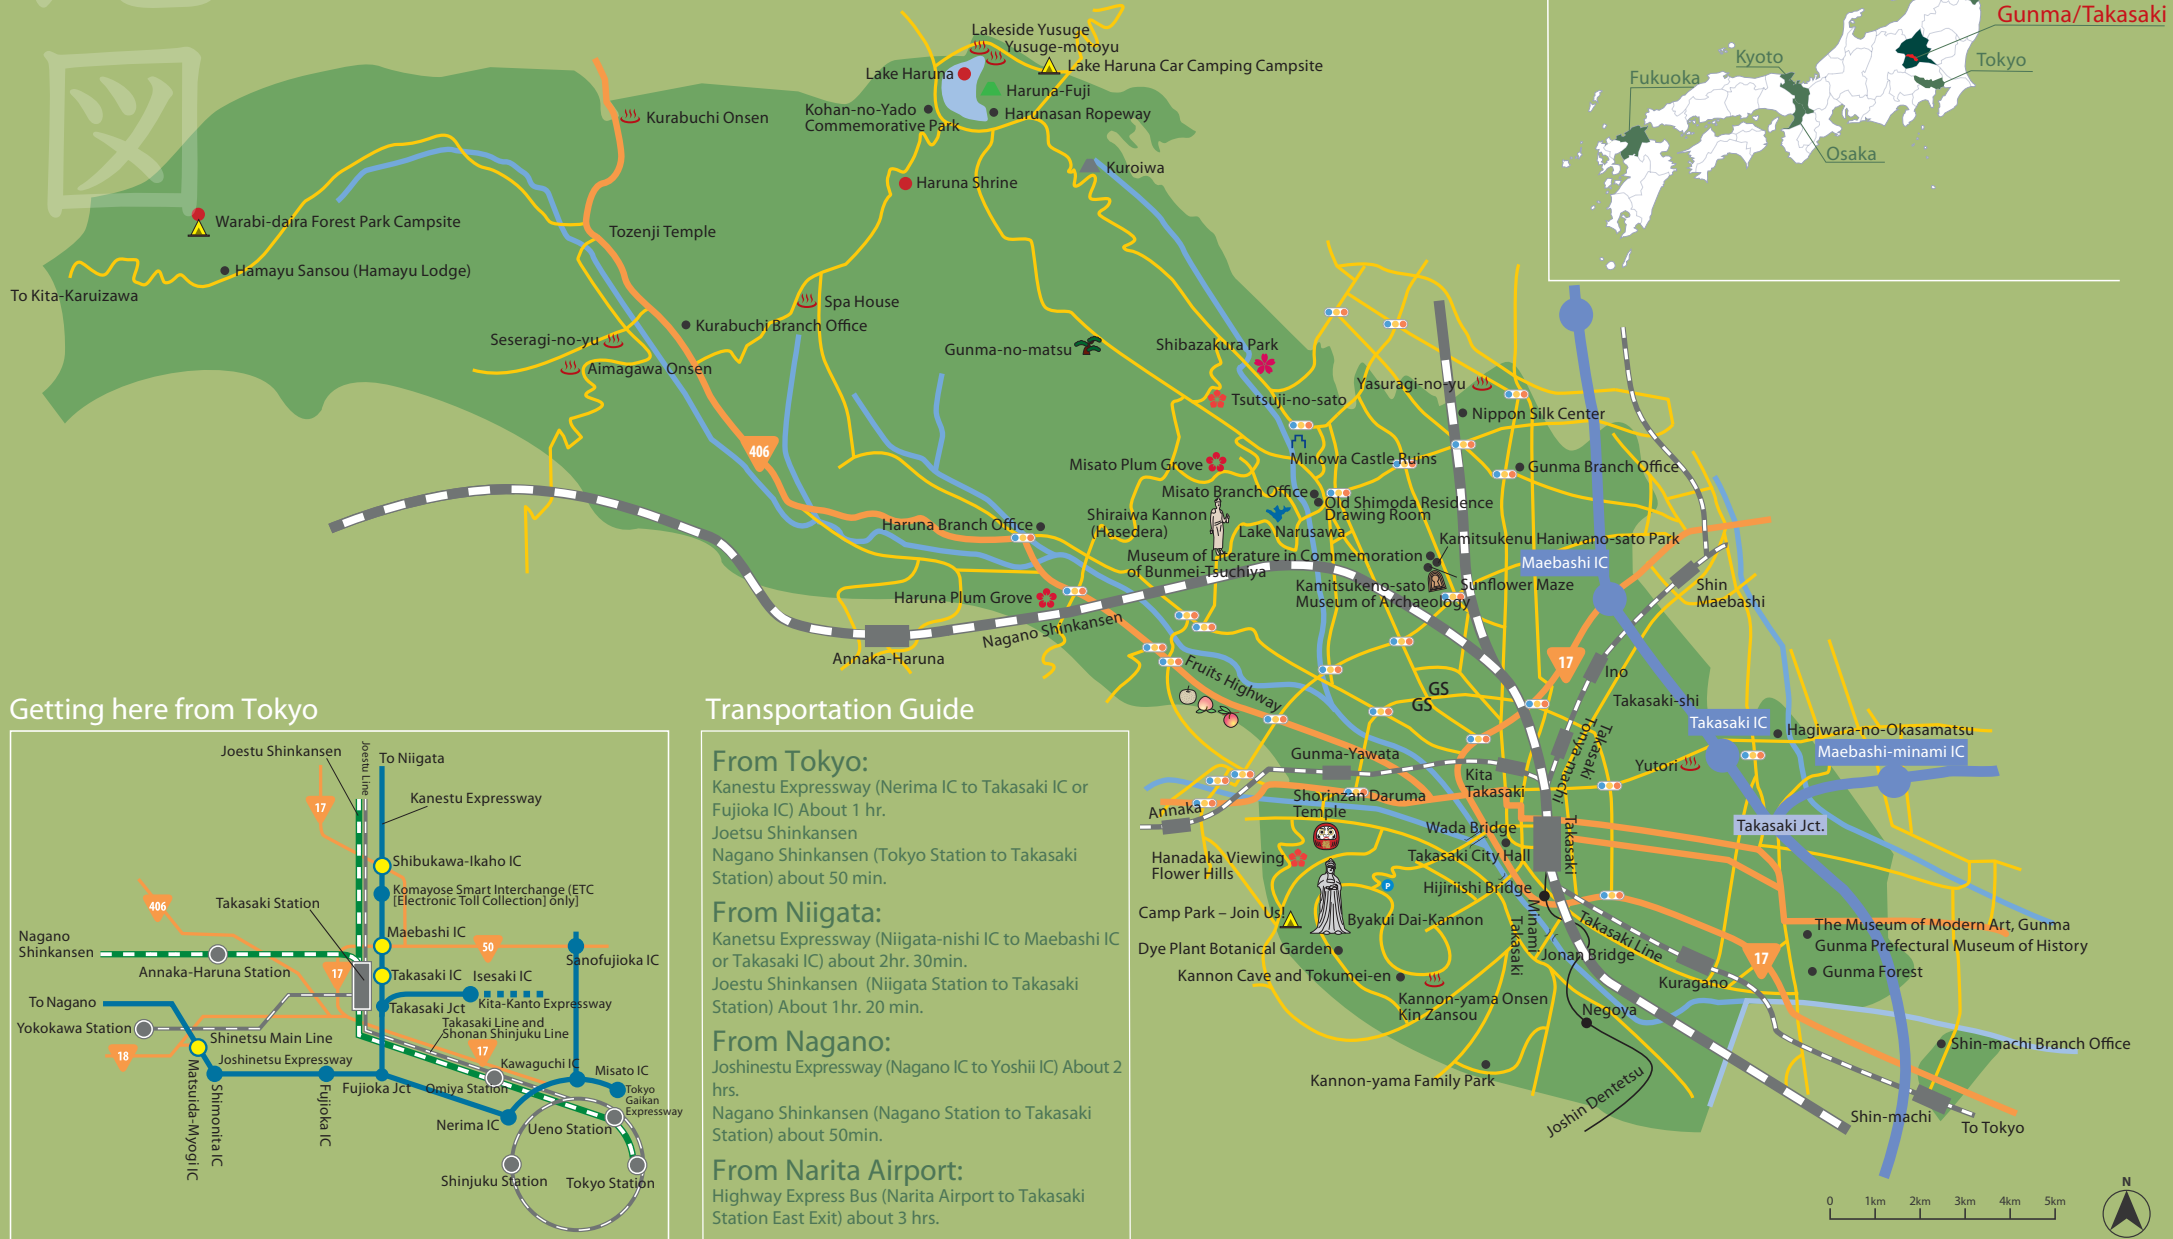 図
Lakeside Yusuge
Yusuge-motoyu
Lake Haruna
Lake Haruna Car Camping Campsite
Haruna-Fuji
Kohan-no-Yado
Commemorative Park
Harunasan Ropeway
Kurabuchi Onsen
Kuroiwa
Haruna Shrine
Warabi-daira Forest Park Campsite
Tozenji Temple
Hamayu Sansou (Hamayu Lodge)
To Kita-Karuizawa
Spa House
Kurabuchi Branch Office
Seseragi-no-yu
Aimagawa Onsen
Gunma-no-matsu
Shibazakura Park
Yasuragi-no-yu
Tsutsuji-no-sato
Nippon Silk Center
406
Misato Plum Grove
Minowa Castle Ruins
Gunma Branch Office
Misato Branch Office
Old Shimoda Residence
Drawing Room
Shiraiwa Kannon
(Hasedera)
Lake Narusawa
Haruna Branch Office
Kamitsukenu Haniwano-sato Park
Museum of Literature in Commemoration
of Bunmei-Tsuchiya
Maebashi IC
Kamitsukeno-sato
Museum of Archaeology
Sunflower Maze
Shin
Maebashi
Haruna Plum Grove
Nagano Shinkansen
Annaka-Haruna
Fruits Highway
17
Ino
GS
GS
Takasaki-shi
Takasaki IC
Hagiwara-no-Okasamatsu
Maebashi-minami IC
Takasaki
Tonya-machi
Gunma-Yawata
Yutori
Kita
Takasaki
Annaka
Shorinzan Daruma
Temple
Takasaki Jct.
Wada Bridge
Takasaki City Hall
Takasaki
Hanadaka Viewing
Flower Hills
P
Hijiriishi Bridge
Camp Park – Join Us!
Byakui Dai-Kannon
Minami
Takasaki
Takasaki Line
The Museum of Modern Art, Gunma
Gunma Prefectural Museum of History
Dye Plant Botanical Garden
Jonan Bridge
17
Kannon Cave and Tokumei-en
Gunma Forest
Kuragano
Kannon-yama Onsen
Kin Zansou
Negoya
Shin-machi Branch Office
Kannon-yama Family Park
Joshin Dentetsu
Shin-machi
To Tokyo
0 1km 2km 3km 4km 5km
N
Gunma/Takasaki
Kyoto
Tokyo
Fukuoka
Osaka
Getting here from Tokyo
Joestu Shinkansen
Joestu Line
To Niigata
17
Kanestu Expressway
Shibukawa-Ikaho IC
Komayose Smart Interchange (ETC
[Electronic Toll Collection] only]
406
Takasaki Station
Maebashi IC
50
Nagano
Shinkansen
Sanofujioka IC
Annaka-Haruna Station
17
Takasaki IC
Isesaki IC
To Nagano
Takasaki Jct
Kita-Kanto Expressway
Yokokawa Station
Shinetsu Main Line
Takasaki Line and
Shonan Shinjuku Line
18
Joshinetsu Expressway
17
Kawaguchi IC
Misato IC
Matsuida-Myogi IC
Shimonita IC
Fujioka IC
Fujioka Jct
Omiya Station
Tokyo
Gaikan
Expressway
Nerima IC
Ueno Station
Shinjuku Station
Tokyo Station
Transportation Guide
From Tokyo:
Kanestu Expressway (Nerima IC to Takasaki IC or
Fujioka IC) About 1 hr.
Joetsu Shinkansen
Nagano Shinkansen (Tokyo Station to Takasaki
Station) about 50 min.
From Niigata:
Kanetsu Expressway (Niigata-nishi IC to Maebashi IC
or Takasaki IC) about 2hr. 30min.
Joestu Shinkansen (Niigata Station to Takasaki
Station) About 1hr. 20 min.
From Nagano:
Joshinestu Expressway (Nagano IC to Yoshii IC) About 2
hrs.
Nagano Shinkansen (Nagano Station to Takasaki
Station) about 50min.
From Narita Airport:
Highway Express Bus (Narita Airport to Takasaki
Station East Exit) about 3 hrs.